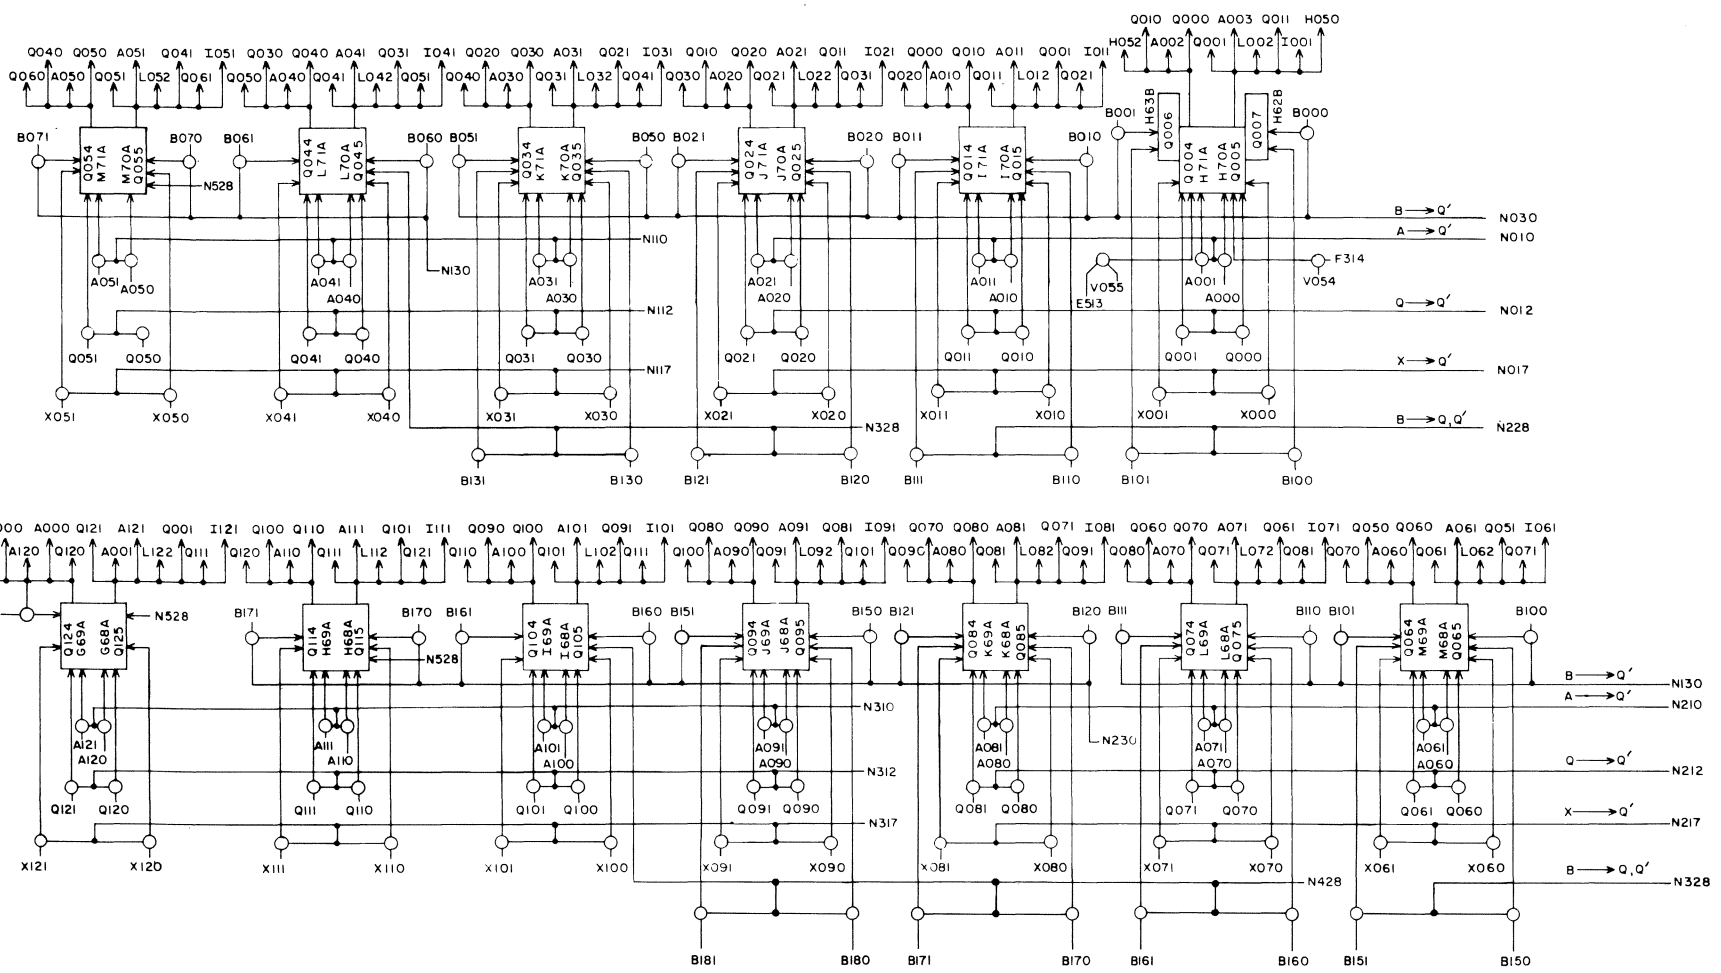 Q010 Q000 A003 Q011 H050
H052 A002 Q001 L002 I001
Q040 Q050 A051 Q041 I051 Q030 Q040 A041 Q031 I041 Q020 Q030 A031 Q021 I031 Q010 Q020 A021 Q011 I021 Q000 Q010 A011 Q001 I011
Q060 A050 Q051 L052 Q061 Q050 A040 Q041 L042 Q051 Q040 A030 Q031 L032 Q041 Q030 A020 Q021 L022 Q031 Q020 A010 Q011 L012 Q021
H63B H62B
B071 B070 B061 B060 B051 B050 B021 B020 B011 B010 B001 B000
Q054 M71A M70A Q055 Q044 L71A L70A Q045 Q034 K71A K70A Q035 Q024 J71A J70A Q025 Q014 I71A I70A Q015 Q006 Q004 H71A H70A Q005 Q007
N528
B → Q' N030
A → Q' N010
N110
N130
A051 A050 A041 A040 A031 A030 A021 A020 A011 A010 E513 V055 A001 A000 V054 F314
Q → Q' N012
N112
Q051 Q050 Q041 Q040 Q031 Q030 Q021 Q020 Q011 Q010 Q001 Q000
X → Q' N017
N117
X051 X050 X041 X040 X031 X030 X021 X020 X011 X010 X001 X000
B → Q,Q' N228
N328
B131 B130 B121 B120 B111 B110 B101 B100
A000 Q121 A121 Q001 I121 Q100 Q110 A111 Q101 I111 Q090 Q100 A101 Q091 I101 Q080 Q090 A091 Q081 I091 Q070 Q080 A081 Q071 I081 Q060 Q070 A071 Q061 I071 Q050 Q060 A061 Q051 I061
A120 Q120 A001 L122 Q111 Q120 A110 Q111 L112 Q121 Q110 A100 Q101 L102 Q111 Q100 A090 Q091 L092 Q101 Q090 A080 Q081 L082 Q091 Q080 A070 Q071 L072 Q081 Q070 A060 Q061 L062 Q071
N528
B171 B170 B161 B160 B151 B150 B121 B120 B111 B110 B101 B100
Q124 G69A G68A Q125 Q114 H69A H68A Q115 Q104 I69A I68A Q105 Q094 J69A J68A Q095 Q084 K69A K68A Q085 Q074 L69A L68A Q075 Q064 M69A M68A Q065
N528
B → Q' N130
A → Q' N210
N310
N230
A121 A120 A111 A110 A101 A100 A091 A090 A081 A080 A071 A070 A061 A060
Q → Q' N212
N312
Q121 Q120 Q111 Q110 Q101 Q100 Q091 Q090 Q081 Q080 Q071 Q070 Q061 Q060
X → Q' N217
N317
X121 X120 X111 X110 X101 X100 X091 X090 X081 X080 X071 X070 X061 X060
B → Q,Q' N328
N428
B181 B180 B171 B170 B161 B160 B151 B150